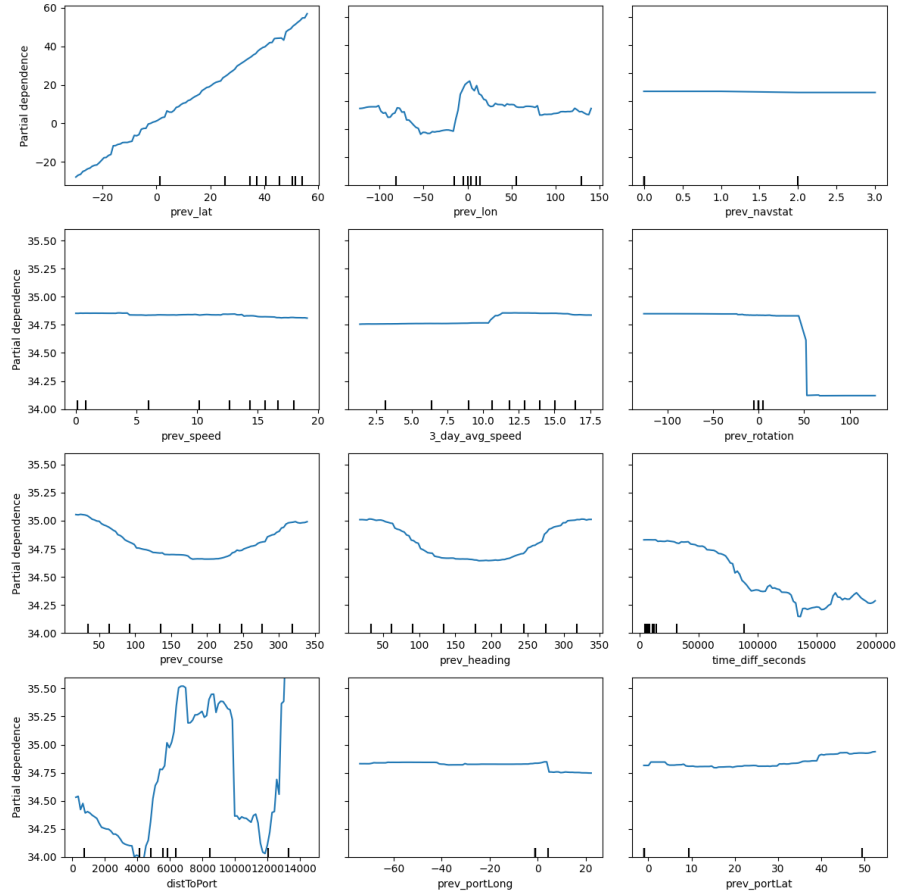 60
40
20
0
−20
Partial dependence
−20 0 20 40 60
prev_lat
−100 −50 0 50 100 150
prev_lon
0.0 0.5 1.0 1.5 2.0 2.5 3.0
prev_navstat
35.50
35.25
35.00
34.75
34.50
34.25
34.00
Partial dependence
0 5 10 15 20
prev_speed
2.5 5.0 7.5 10.0 12.5 15.0 17.5
3_day_avg_speed
−100 −50 0 50 100
prev_rotation
35.50
35.25
35.00
34.75
34.50
34.25
34.00
Partial dependence
50 100 150 200 250 300 350
prev_course
50 100 150 200 250 300 350
prev_heading
0 50000 100000 150000 200000
time_diff_seconds
35.50
35.25
35.00
34.75
34.50
34.25
34.00
Partial dependence
0 2000 4000 6000 8000 10000 12000 14000
distToPort
−60 −40 −20 0 20
prev_portLong
0 10 20 30 40 50
prev_portLat